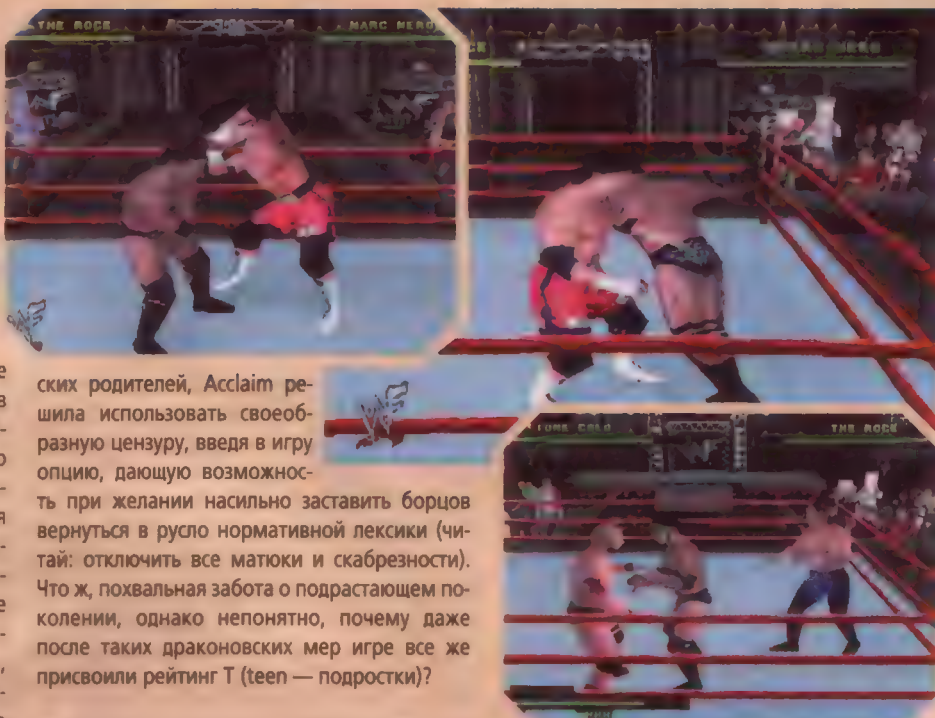 THE ROCK
MARC MERO
ских родителей, Acclaim ре-
шила использовать своеоб-
разную цензуру, введя в игру
опцию, дающую возможнос-
ть при желании насильно заставить борцов
вернуться в русло нормативной лексики (чи-
тай: отключить все матюки и скабрезности).
Что ж, похвальная забота о подрастающем по-
колении, однако непонятно, почему даже
после таких драконовских мер игре все же
присвоили рейтинг T (teen — подростки)?
THE ROCK